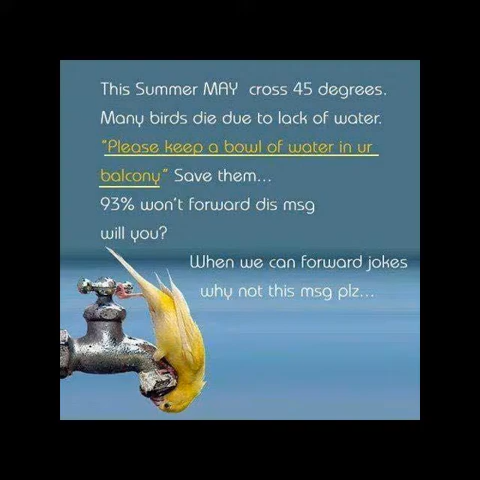 This Summer MAY cross 45 degrees.
Many birds die due to lack of water.
"Please keep a bowl of water in ur
balcony" Save them...
93% won't forward dis msg
will you?
When we can forward jokes
why not this msg plz...